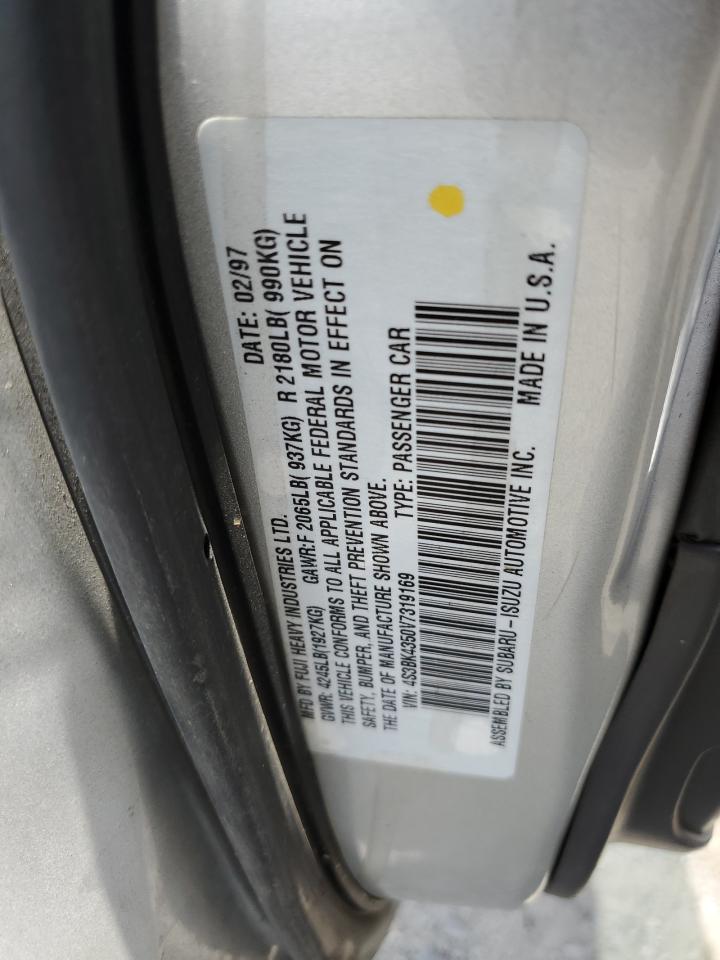 MFD BY FUJI HEAVY INDUSTRIES LTD. DATE: 02/97
GVWR: 4245LB(1927KG) GAWR:F 2065LB( 937KG) R 2180LB( 990KG)
THIS VEHICLE CONFORMS TO ALL APPLICABLE FEDERAL MOTOR VEHICLE
SAFETY, BUMPER, AND THEFT PREVENTION STANDARDS IN EFFECT ON
THE DATE OF MANUFACTURE SHOWN ABOVE.
VIN: 4S3BK4350V7319169 TYPE: PASSENGER CAR
ASSEMBLED BY SUBARU-ISUZU AUTOMOTIVE INC. MADE IN U.S.A.